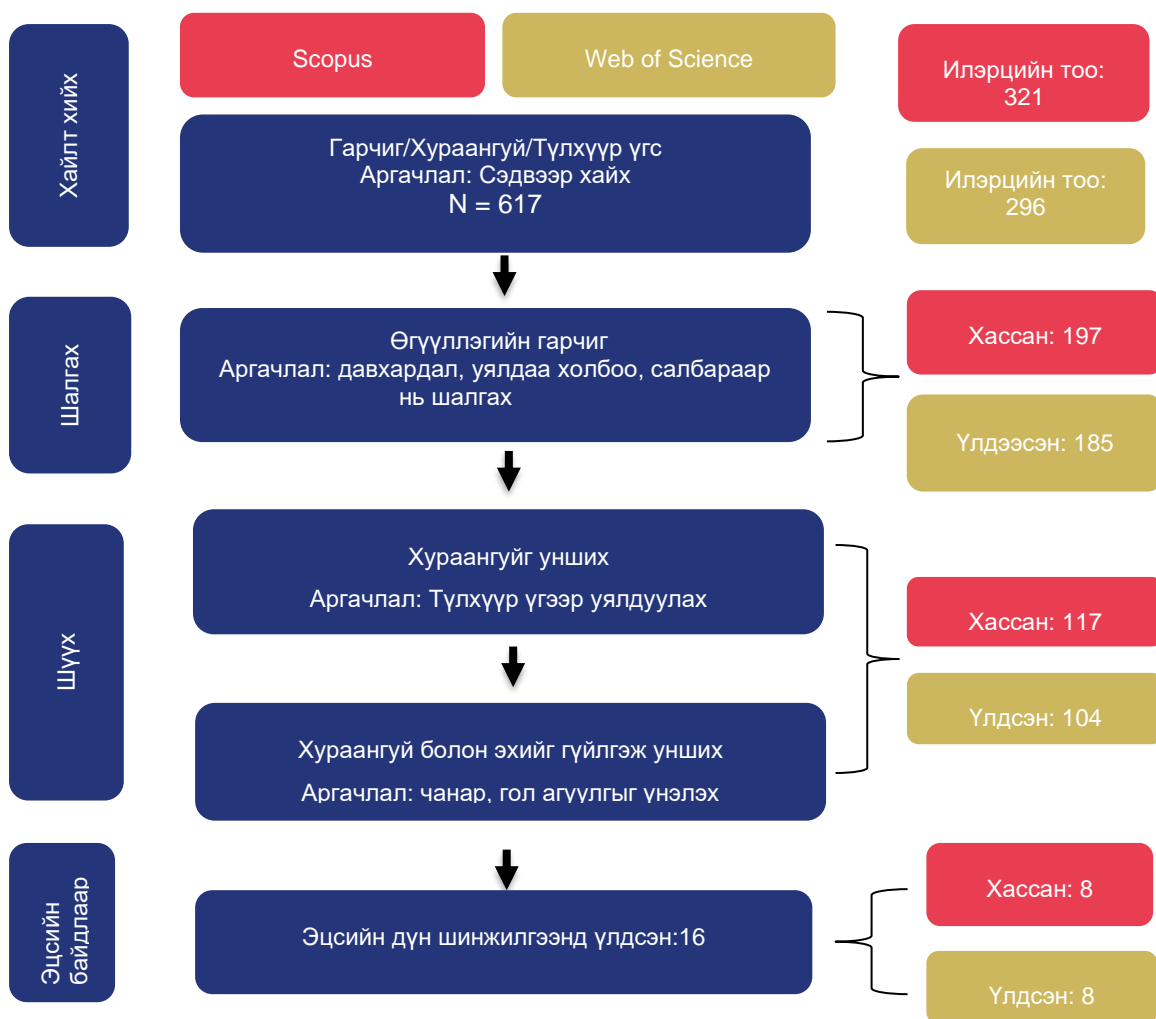 Хайлт хийх
Scopus
Web of Science
Гарчиг/Хураангуй/Түлхүүр үгс
Аргачлал: Сэдвээр хайх
N = 617
Илэрцийн тоо:
321
Илэрцийн тоо:
296
Шалгах
Өгүүллэгийн гарчиг
Аргачлал: давхардал, уялдаа холбоо, салбараар
нь шалгах
Хассан: 197
Үлдээсэн: 185
Шүүх
Хураангуйг унших
Аргачлал: Түлхүүр үгээр уялдуулах
Хураангуй болон эхийг гүйлгэж унших
Аргачлал: чанар, гол агуулгыг үнэлэх
Хассан: 117
Үлдсэн: 104
Эцсийн
байдлаар
Эцсийн дүн шинжилгээнд үлдсэн:16
Хассан: 8
Үлдсэн: 8